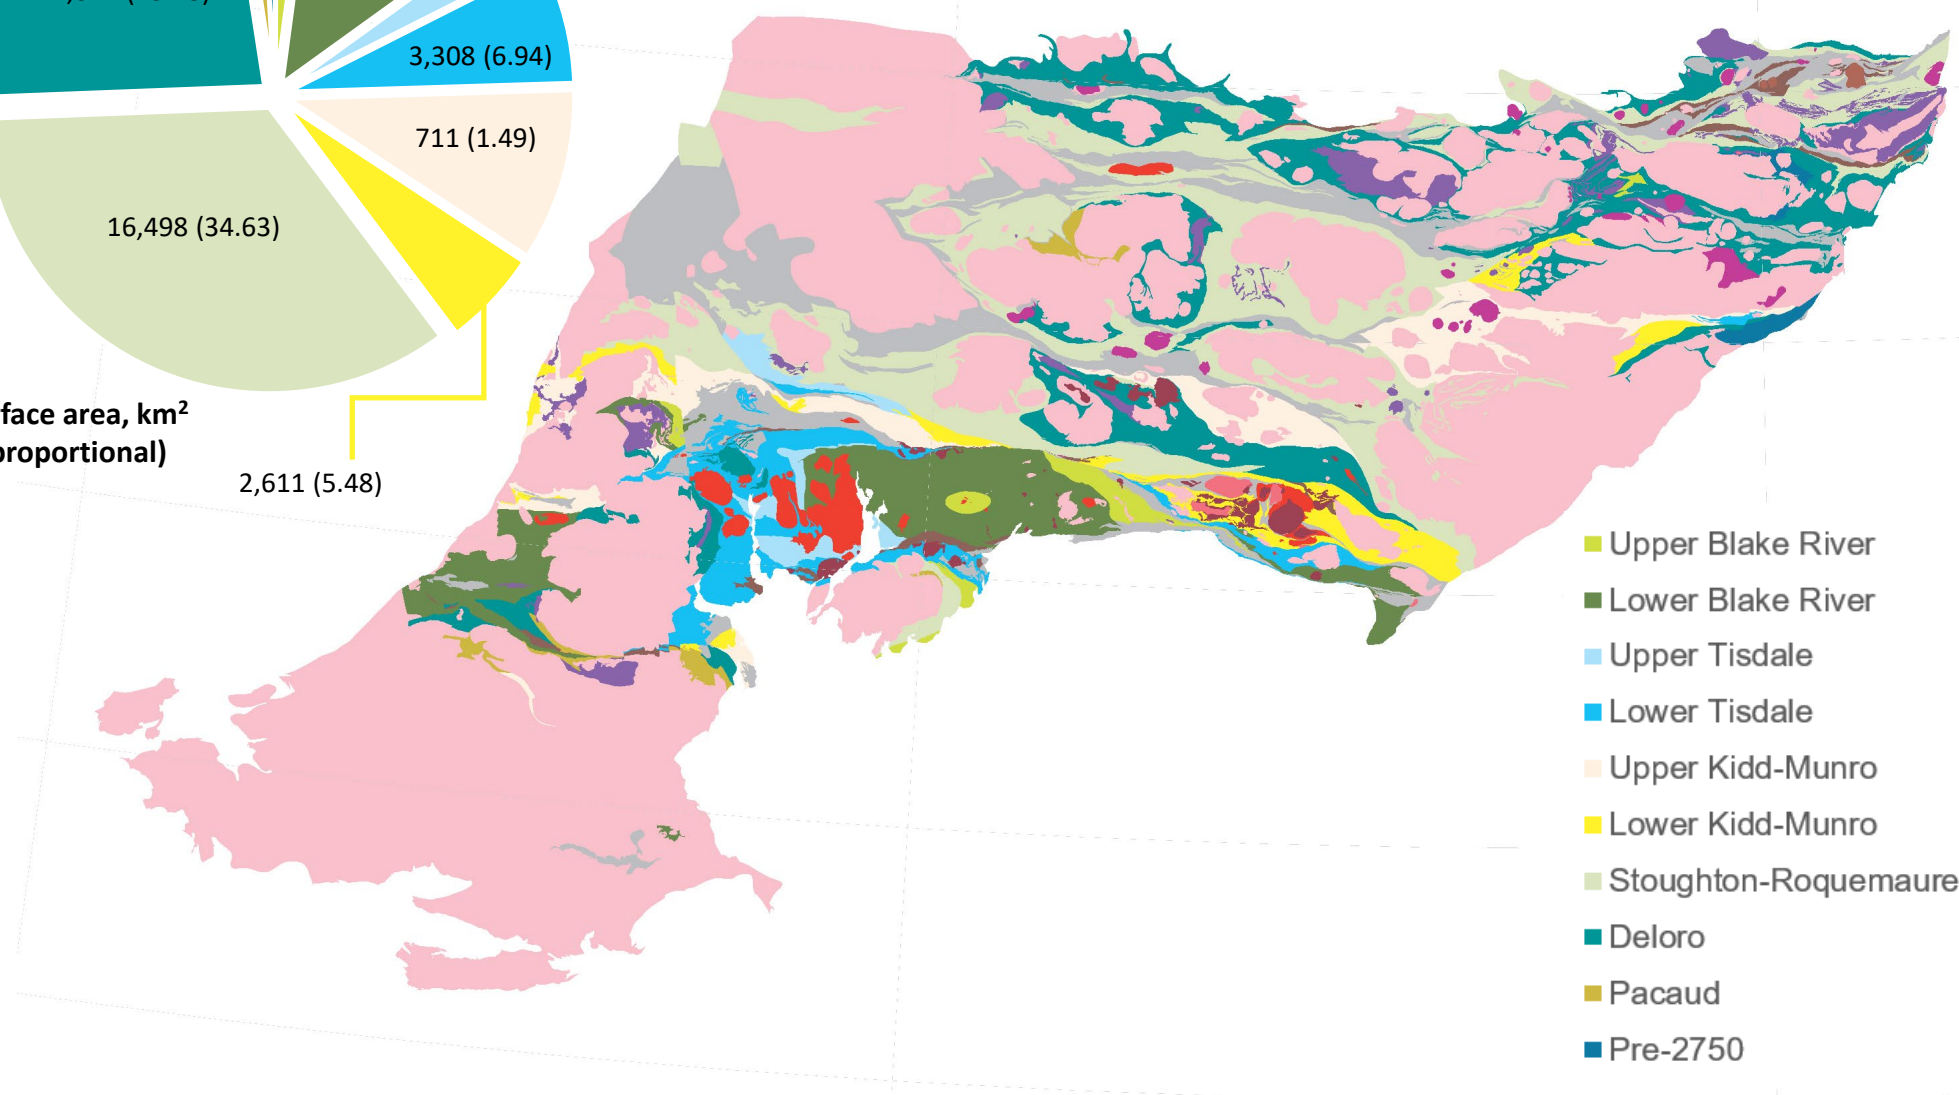 3,308 (6.94)
711 (1.49)
16,498 (34.63)
face area, km²
proportional)
2,611 (5.48)
Upper Blake River
Lower Blake River
Upper Tisdale
Lower Tisdale
Upper Kidd-Munro
Lower Kidd-Munro
Stoughton-Roquemaure
Deloro
Pacaud
Pre-2750